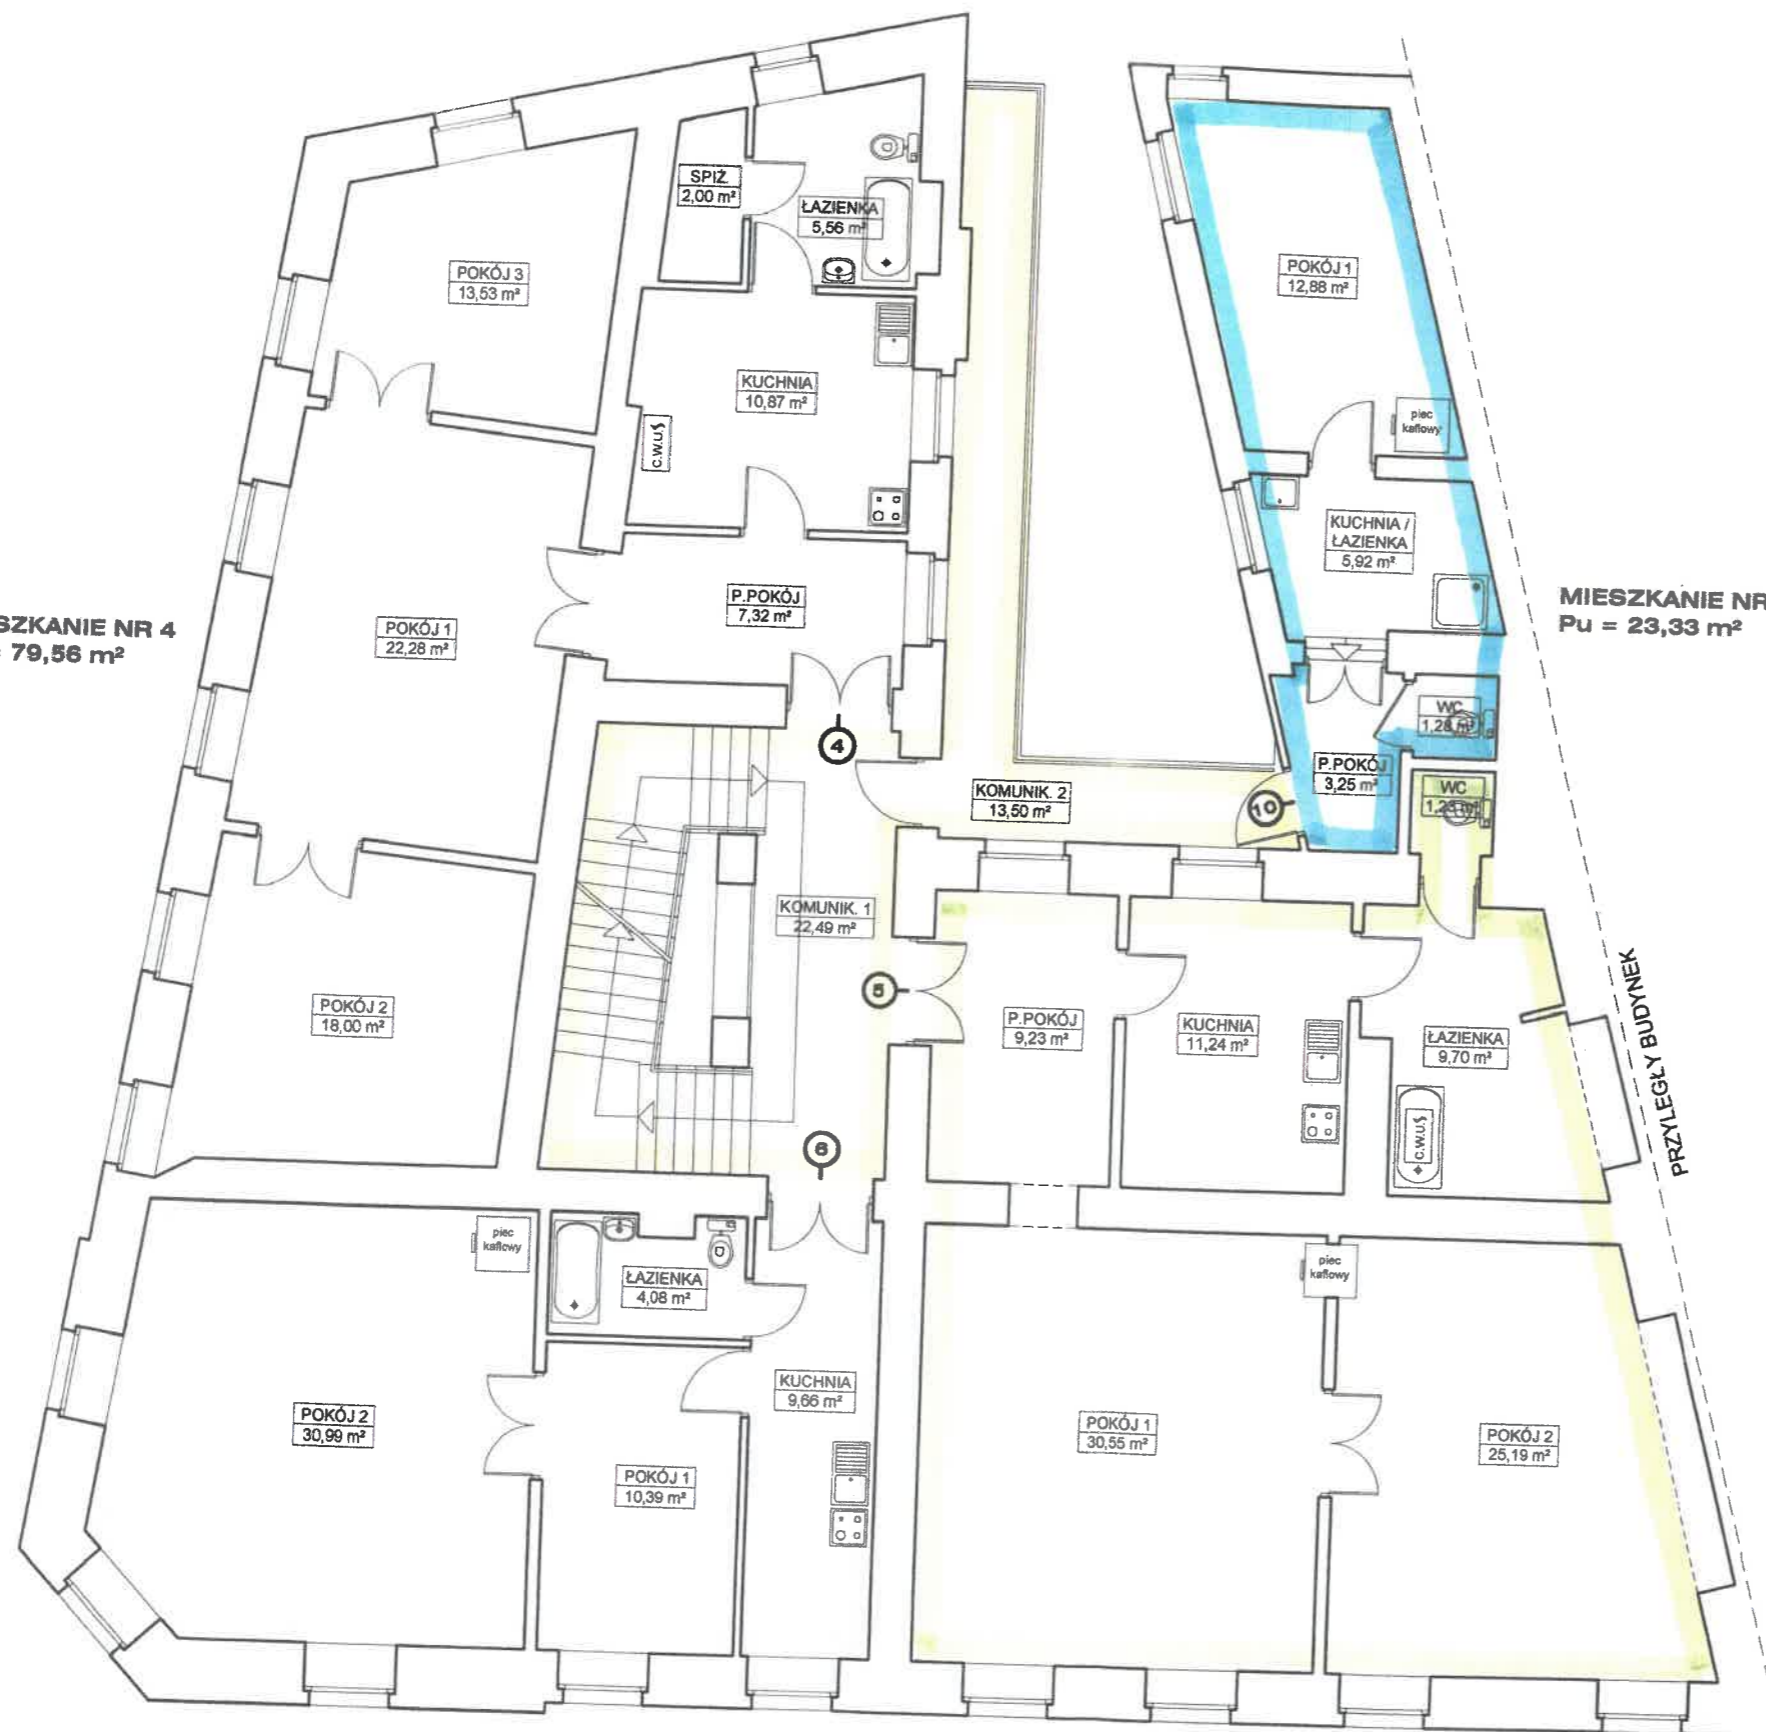 SPIŻ.
2,00 m²
ŁAZIENKA
5,56 m²
POKÓJ 3
13,53 m²
POKÓJ 1
12,88 m²
KUCHNIA
10,87 m²
c.w.u.
piec
kaflowy
KUCHNIA /
ŁAZIENKA
5,92 m²
P.POKÓJ
7,32 m²
SZKANIE NR 4
= 79,56 m²
POKÓJ 1
22,28 m²
MIESZKANIE NR
Pu = 23,33 m²
WC
1,28 m²
4
P.POKÓJ
3,25 m²
KOMUNIK. 2
13,50 m²
10
WC
KOMUNIK. 1
22,49 m²
5
POKÓJ 2
18,00 m²
P.POKÓJ
9,23 m²
KUCHNIA
11,24 m²
ŁAZIENKA
9,70 m²
PRZYLEGŁY BUDYNEK
c.w.u.
6
piec
kaflowy
ŁAZIENKA
4,08 m²
piec
kaflowy
KUCHNIA
9,66 m²
POKÓJ 2
30,99 m²
POKÓJ 1
30,55 m²
POKÓJ 2
25,19 m²
POKÓJ 1
10,39 m²